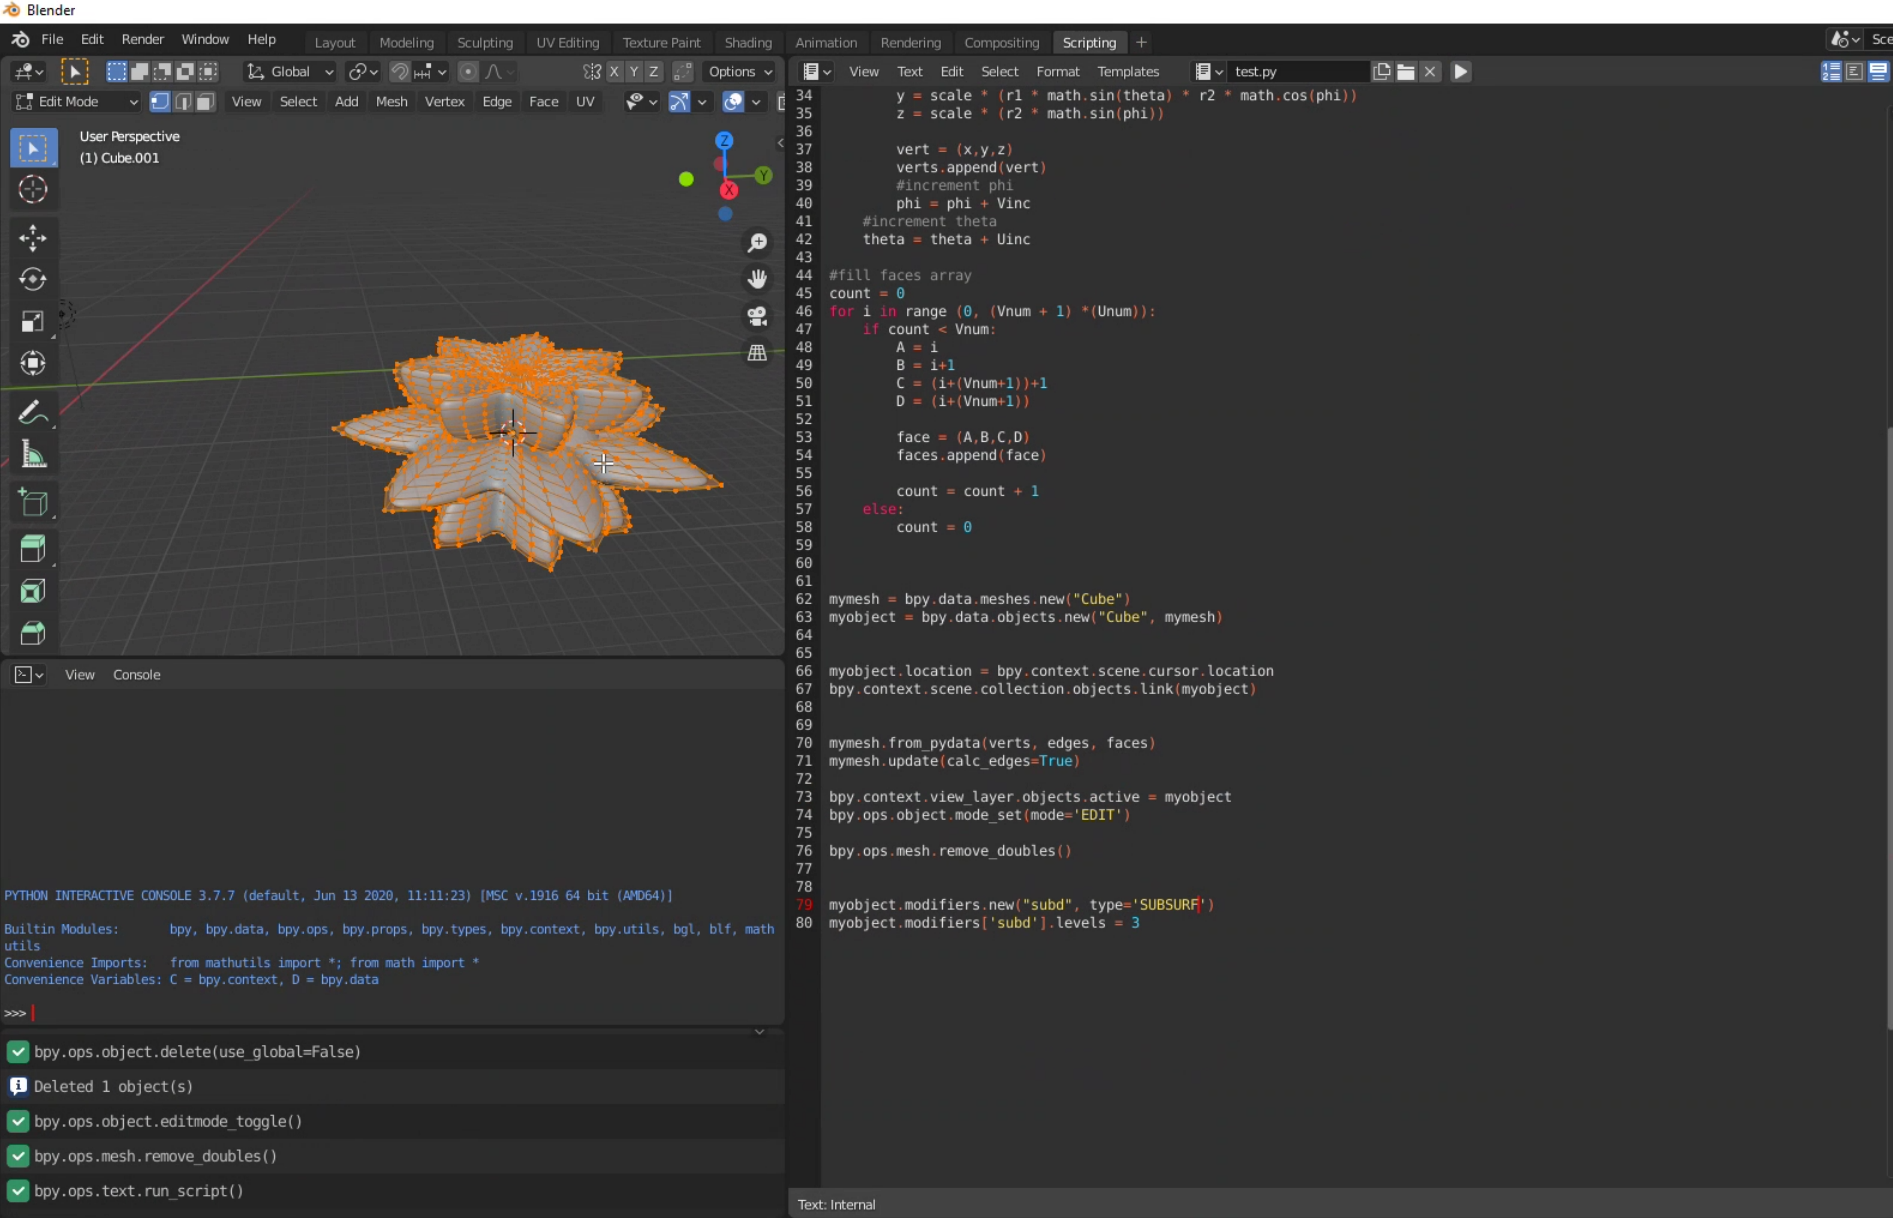 Blender
File Edit Render Window Help Layout Modeling Sculpting UV Editing Texture Paint Shading Animation Rendering Compositing Scripting + Sce
Global X Y Z Options
View Text Edit Select Format Templates test.py
Edit Mode View Select Add Mesh Vertex Edge Face UV
User Perspective
(1) Cube.001
Z
Y
X
34 y = scale * (r1 * math.sin(theta) * r2 * math.cos(phi))
35 z = scale * (r2 * math.sin(phi))
36
37 vert = (x,y,z)
38 verts.append(vert)
39 #increment phi
40 phi = phi + Vinc
41 #increment theta
42 theta = theta + Uinc
43
44 #fill faces array
45 count = 0
46 for i in range (0, (Vnum + 1) *(Unum)):
47 if count < Vnum:
48 A = i
49 B = i+1
50 C = (i+(Vnum+1))+1
51 D = (i+(Vnum+1))
52
53 face = (A,B,C,D)
54 faces.append(face)
55
56 count = count + 1
57 else:
58 count = 0
59
60
61
62 mymesh = bpy.data.meshes.new("Cube")
63 myobject = bpy.data.objects.new("Cube", mymesh)
64
65
66 myobject.location = bpy.context.scene.cursor.location
67 bpy.context.scene.collection.objects.link(myobject)
68
69
70 mymesh.from_pydata(verts, edges, faces)
71 mymesh.update(calc_edges=True)
72
73 bpy.context.view_layer.objects.active = myobject
74 bpy.ops.object.mode_set(mode='EDIT')
75
76 bpy.ops.mesh.remove_doubles()
77
78
79 myobject.modifiers.new("subd", type='SUBSURF')
80 myobject.modifiers['subd'].levels = 3
View Console
PYTHON INTERACTIVE CONSOLE 3.7.7 (default, Jun 13 2020, 11:11:23) [MSC v.1916 64 bit (AMD64)]
Builtin Modules: bpy, bpy.data, bpy.ops, bpy.props, bpy.types, bpy.context, bpy.utils, bgl, blf, math
utils
Convenience Imports: from mathutils import *; from math import *
Convenience Variables: C = bpy.context, D = bpy.data
>>>
bpy.ops.object.delete(use_global=False)
Deleted 1 object(s)
bpy.ops.object.editmode_toggle()
bpy.ops.mesh.remove_doubles()
bpy.ops.text.run_script()
Text: Internal